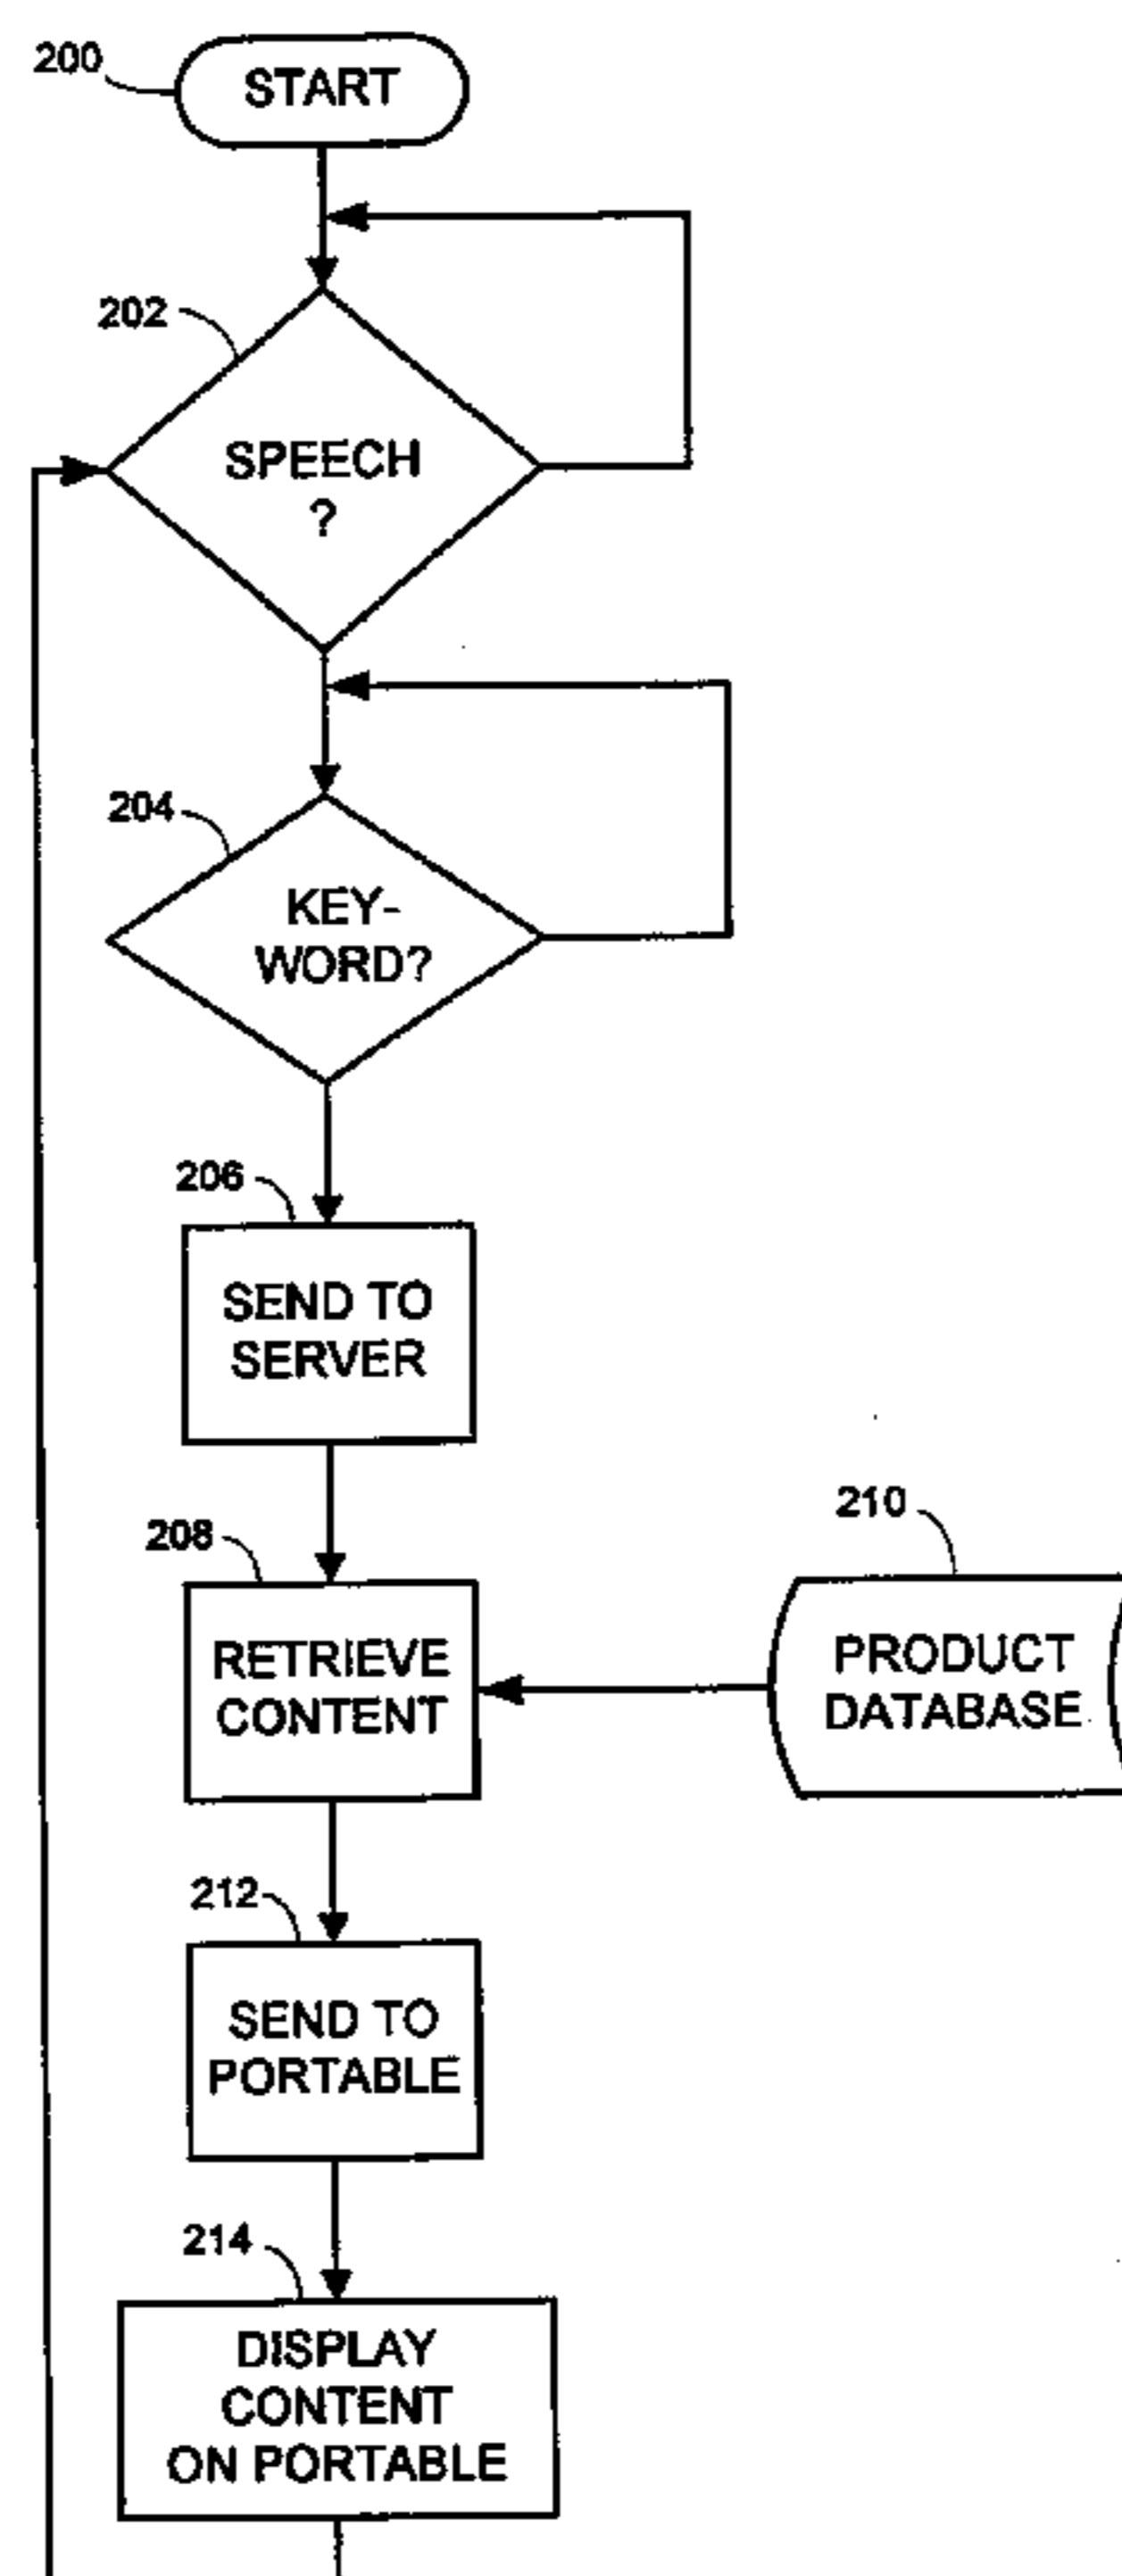 200
START
202
SPEECH
?
204
KEY-
WORD?
206
SEND TO
SERVER
208
RETRIEVE
CONTENT
210
PRODUCT
DATABASE
212
SEND TO
PORTABLE
214
DISPLAY
CONTENT
ON PORTABLE